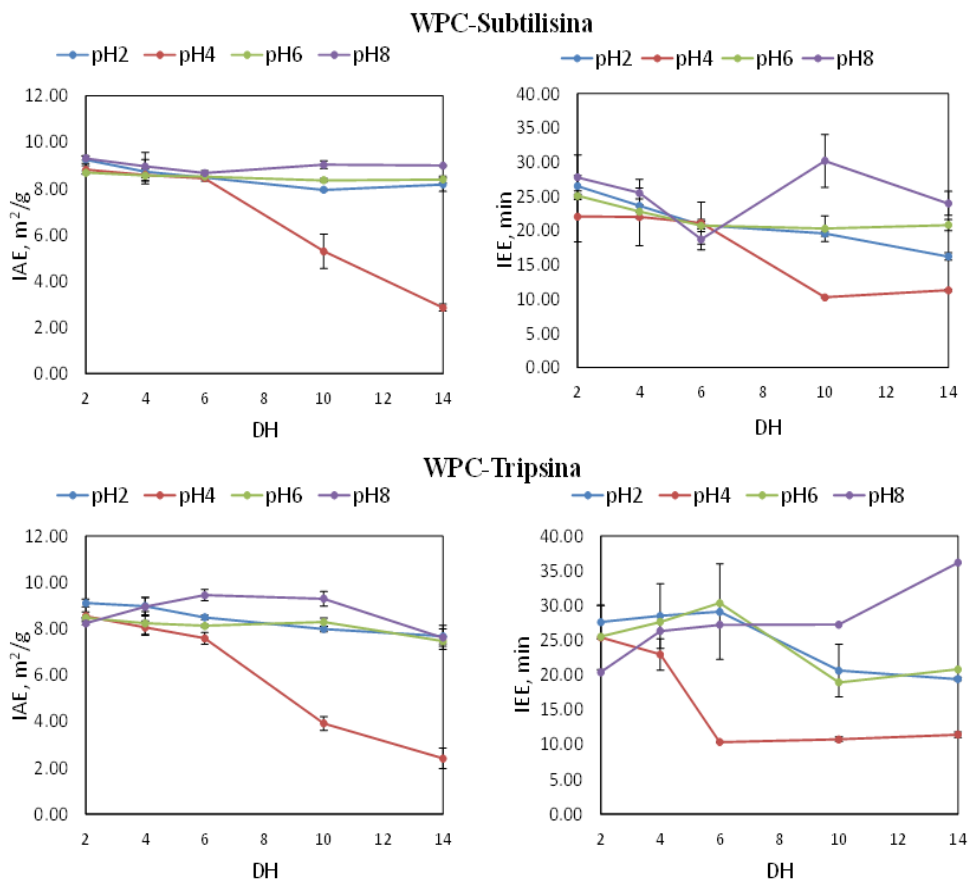 WPC-Subtilisina
pH2 pH4 pH6 pH8
IAE, m²/g
12.00
10.00
8.00
6.00
4.00
2.00
0.00
2 4 6 8 10 12 14
DH
pH2 pH4 pH6 pH8
IEE, min
40.00
35.00
30.00
25.00
20.00
15.00
10.00
5.00
0.00
2 4 6 8 10 12 14
DH
WPC-Tripsina
pH2 pH4 pH6 pH8
IAE, m²/g
12.00
10.00
8.00
6.00
4.00
2.00
0.00
2 4 6 8 10 12 14
DH
pH2 pH4 pH6 pH8
IEE, min
40.00
35.00
30.00
25.00
20.00
15.00
10.00
5.00
0.00
2 4 6 8 10 12 14
DH